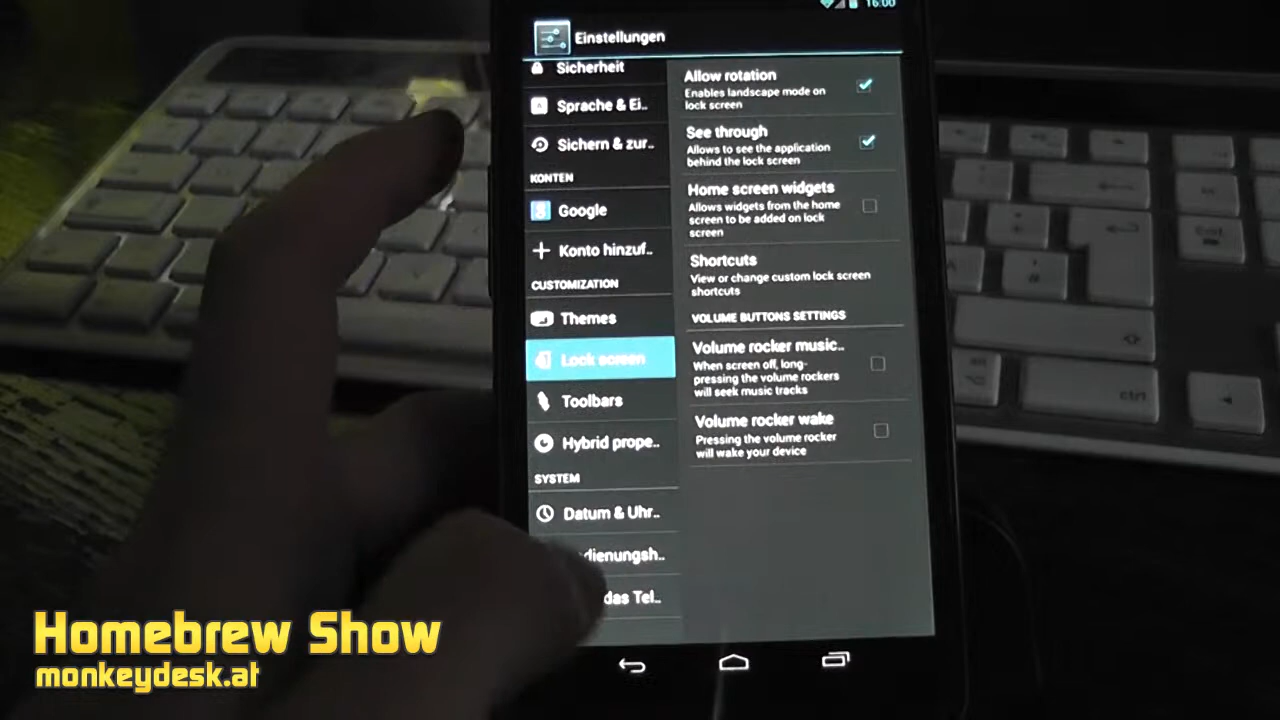 16:00
Einstellungen
Sicherheit
Sprache & Ei..
Sichern & zur..
KONTEN
Google
Konto hinzuf..
CUSTOMIZATION
Themes
Lock screen
Toolbars
Hybrid prope..
SYSTEM
Datum & Uhr..
dienungsh..
das Tel..
Allow rotation
Enables landscape mode on
lock screen
See through
Allows to see the application
behind the lock screen
Home screen widgets
Allows widgets from the home
screen to be added on lock
screen
Shortcuts
View or change custom lock screen
shortcuts
VOLUME BUTTONS SETTINGS
Volume rocker music..
When screen off, long-
pressing the volume rockers
will seek music tracks
Volume rocker wake
Pressing the volume rocker
will wake your device
ctrl
Homebrew Show
monkeydesk.at